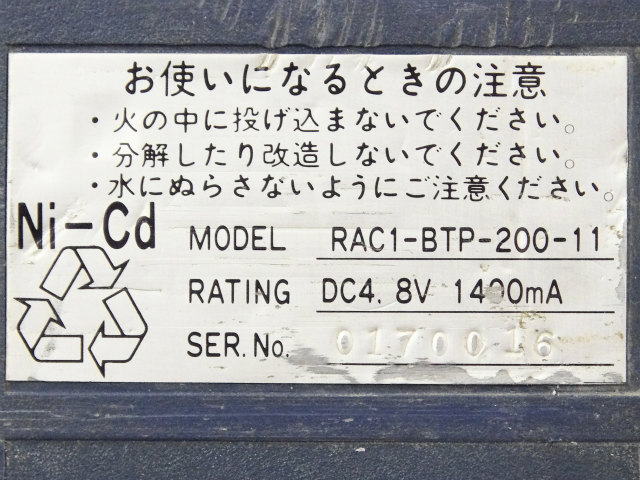 お使いになるときの注意
・火の中に投げ込まないでください。
・分解したり改造しないでください。
・水にぬらさないようにご注意ください。
Ni-Cd
MODEL RAC1-BTP-200-11
RATING DC4.8V 1400mA
SER.No. 0170016